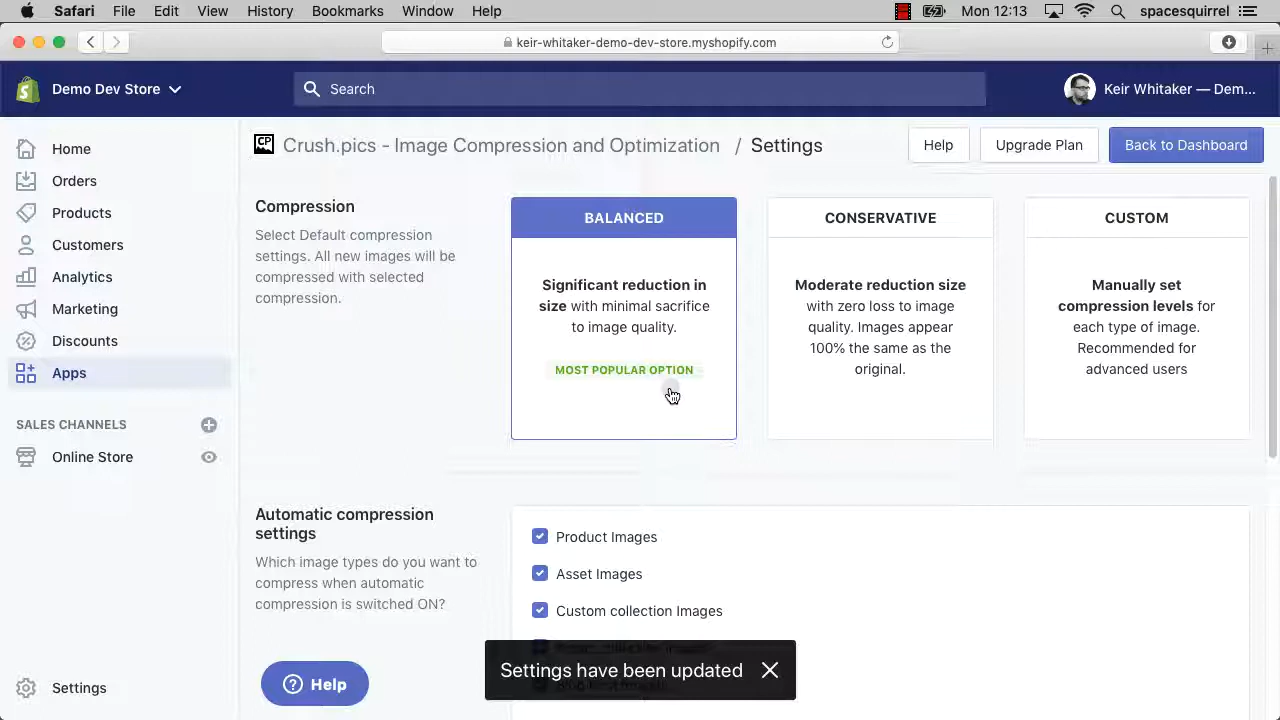 Safari File Edit View History Bookmarks Window Help Mon 12:13 spacesquirrel
keir-whitaker-demo-dev-store.myshopify.com
Demo Dev Store Search Keir Whitaker — Dem...
CP Crush.pics - Image Compression and Optimization / Settings Help Upgrade Plan Back to Dashboard
Home
Orders
Products
Customers
Analytics
Marketing
Discounts
Apps
SALES CHANNELS
Online Store
Settings
Compression
Select Default compression
settings. All new images will be
compressed with selected
compression.
BALANCED
Significant reduction in
size with minimal sacrifice
to image quality.
MOST POPULAR OPTION
CONSERVATIVE
Moderate reduction size
with zero loss to image
quality. Images appear
100% the same as the
original.
CUSTOM
Manually set
compression levels for
each type of image.
Recommended for
advanced users
Automatic compression
settings
Which image types do you want to
compress when automatic
compression is switched ON?
Product Images
Asset Images
Custom collection Images
Settings have been updated
Help